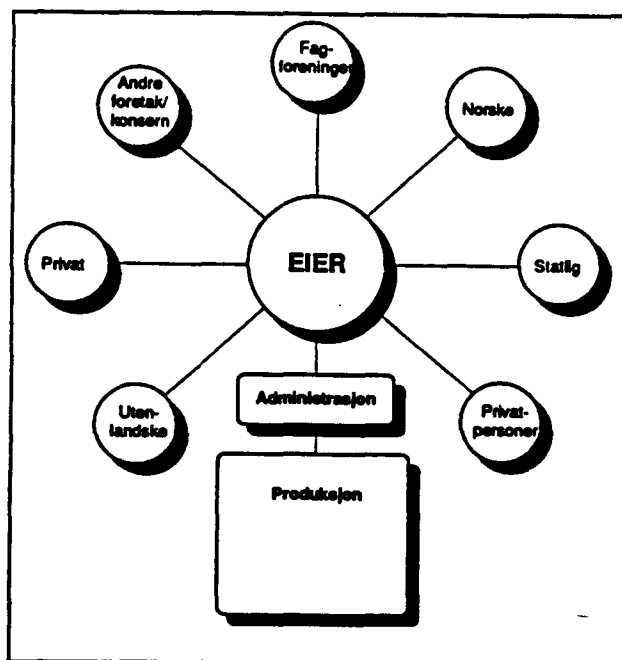 Fag-
foreninger
Andre
foretak/
konsern
Norske
Privat
EIER
Statlig
Administrasjon
Uten-
landske
Privat-
personer
Produksjon